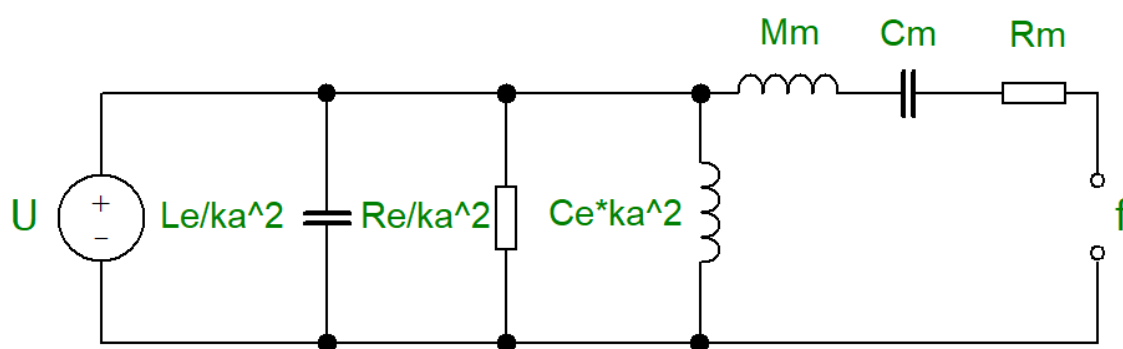 Mm Cm Rm
U + − Le/ka^2 Re/ka^2 Ce*ka^2 f